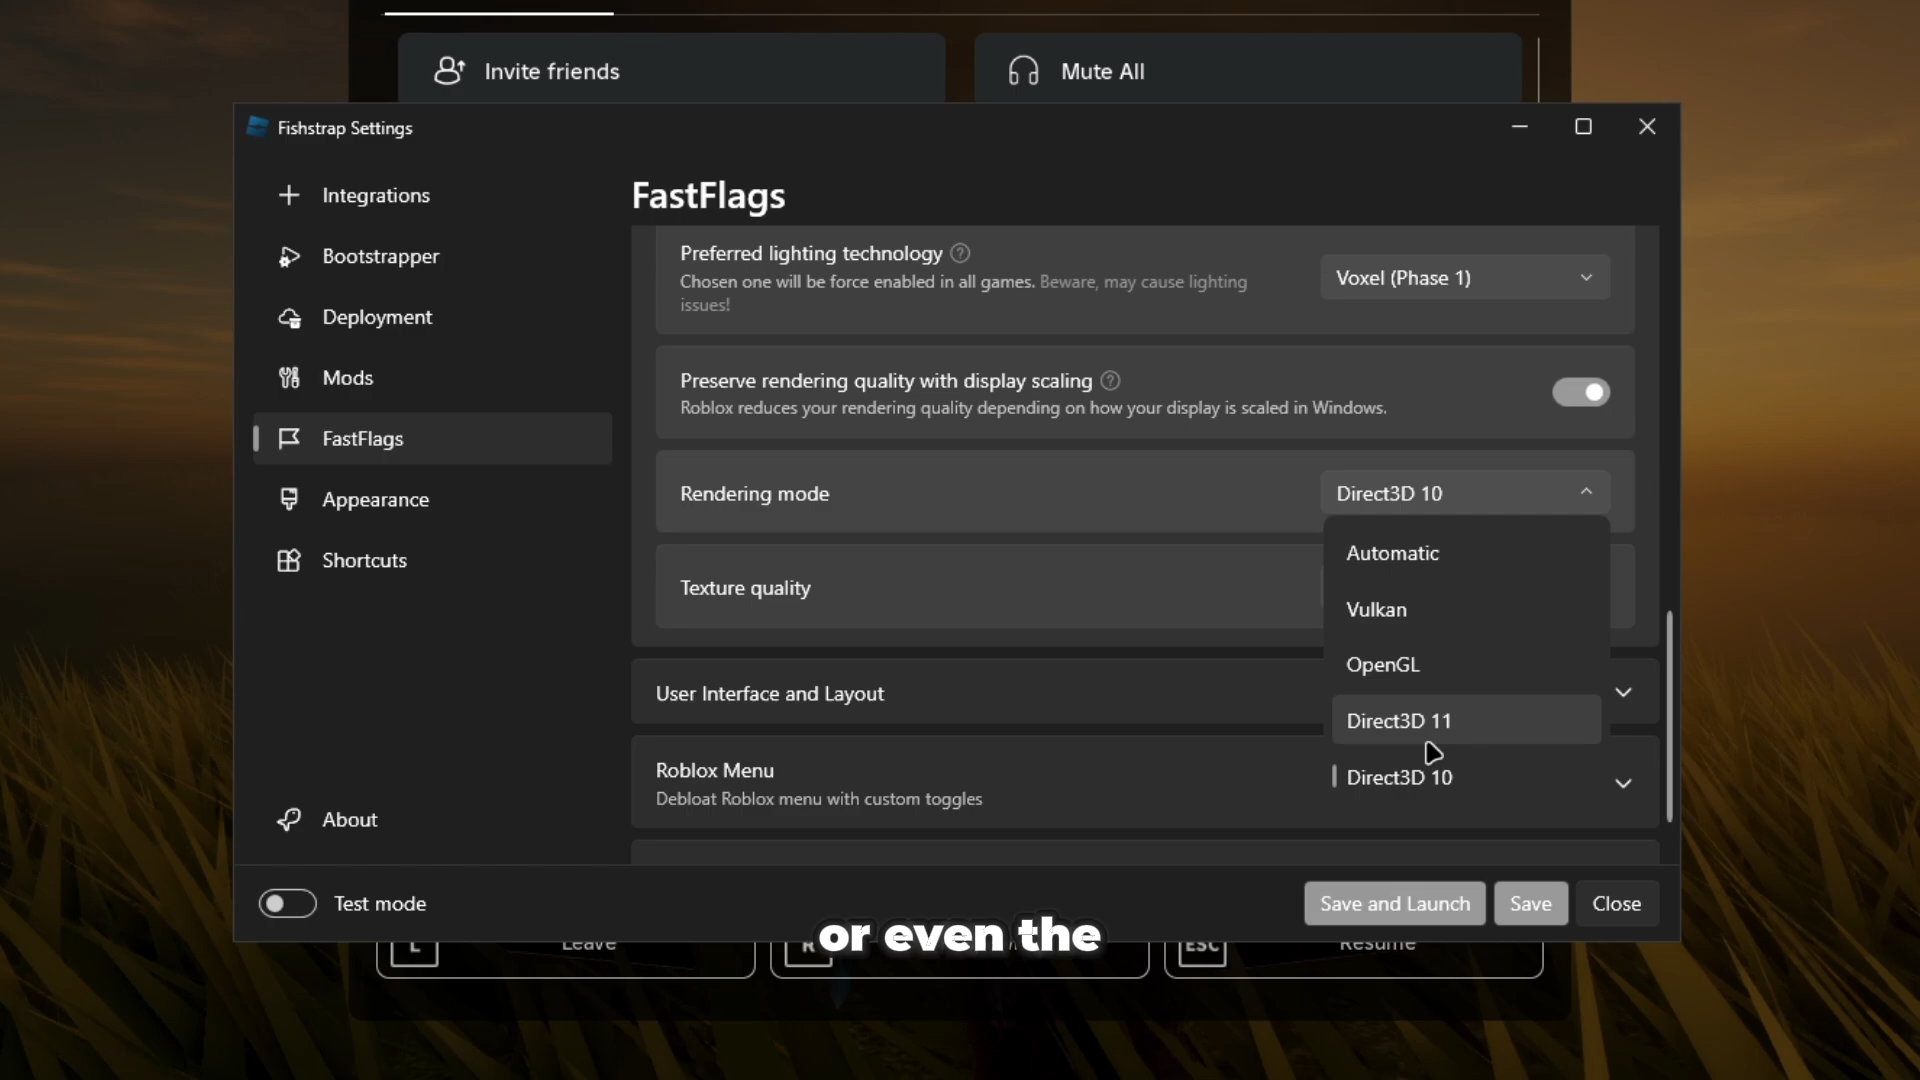 Invite friends
Mute All
Fishstrap Settings
Integrations
Bootstrapper
Deployment
Mods
FastFlags
Appearance
Shortcuts
About
FastFlags
Preferred lighting technology
Chosen one will be force enabled in all games. Beware, may cause lighting
issues!
Voxel (Phase 1)
Preserve rendering quality with display scaling
Roblox reduces your rendering quality depending on how your display is scaled in Windows.
Rendering mode
Direct3D 10
Automatic
Vulkan
OpenGL
Direct3D 11
Direct3D 10
Texture quality
User Interface and Layout
Roblox Menu
Debloat Roblox menu with custom toggles
Test mode
Save and Launch
Save
Close
or even the
L
Leave
R
ESC
Resume